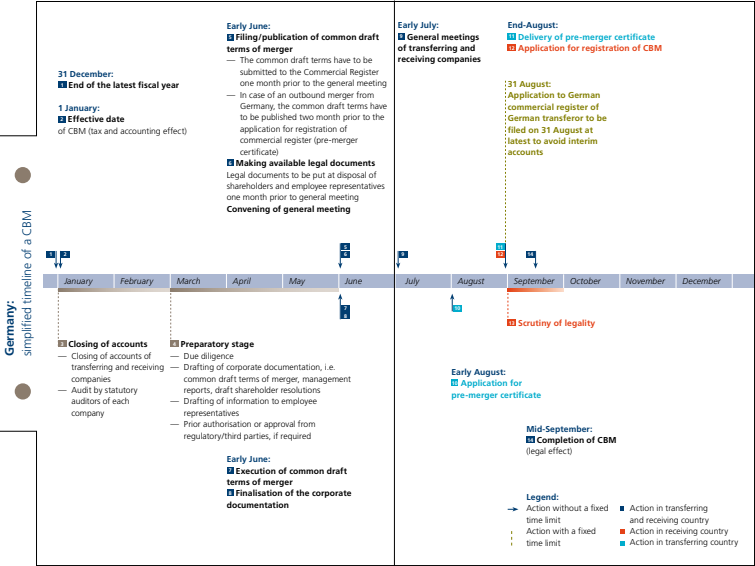 Germany:
simplified timeline of a CBM
31 December:
1 End of the latest fiscal year
1 January:
2 Effective date
of CBM (tax and accounting effect)
Early June:
5 Filing/publication of common draft
terms of merger
— The common draft terms have to be
submitted to the Commercial Register
one month prior to the general meeting
— In case of an outbound merger from
Germany, the common draft terms have
to be published two month prior to the
application for registration of
commercial register (pre-merger
certificate)
6 Making available legal documents
Legal documents to be put at disposal of
shareholders and employee representatives
one month prior to general meeting
Convening of general meeting
Early July:
9 General meetings
of transferring and
receiving companies
End-August:
11 Delivery of pre-merger certificate
12 Application for registration of CBM
31 August:
Application to German
commercial register of
German transferor to be
filed on 31 August at
latest to avoid interim
accounts
1 2 5 6 9 11 12 14
January February March April May June July August September October November December
7
8
10
3 Closing of accounts
— Closing of accounts of
transferring and receiving
companies
— Audit by statutory
auditors of each
company
4 Preparatory stage
— Due diligence
— Drafting of corporate documentation, i.e.
common draft terms of merger, management
reports, draft shareholder resolutions
— Drafting of information to employee
representatives
— Prior authorisation or approval from
regulatory/third parties, if required
Early June:
7 Execution of common draft
terms of merger
8 Finalisation of the corporate
documentation
13 Scrutiny of legality
Early August:
10 Application for
pre-merger certificate
Mid-September:
14 Completion of CBM
(legal effect)
Legend:
Action without a fixed
time limit
Action with a fixed
time limit
Action in transferring
and receiving country
Action in receiving country
Action in transferring country